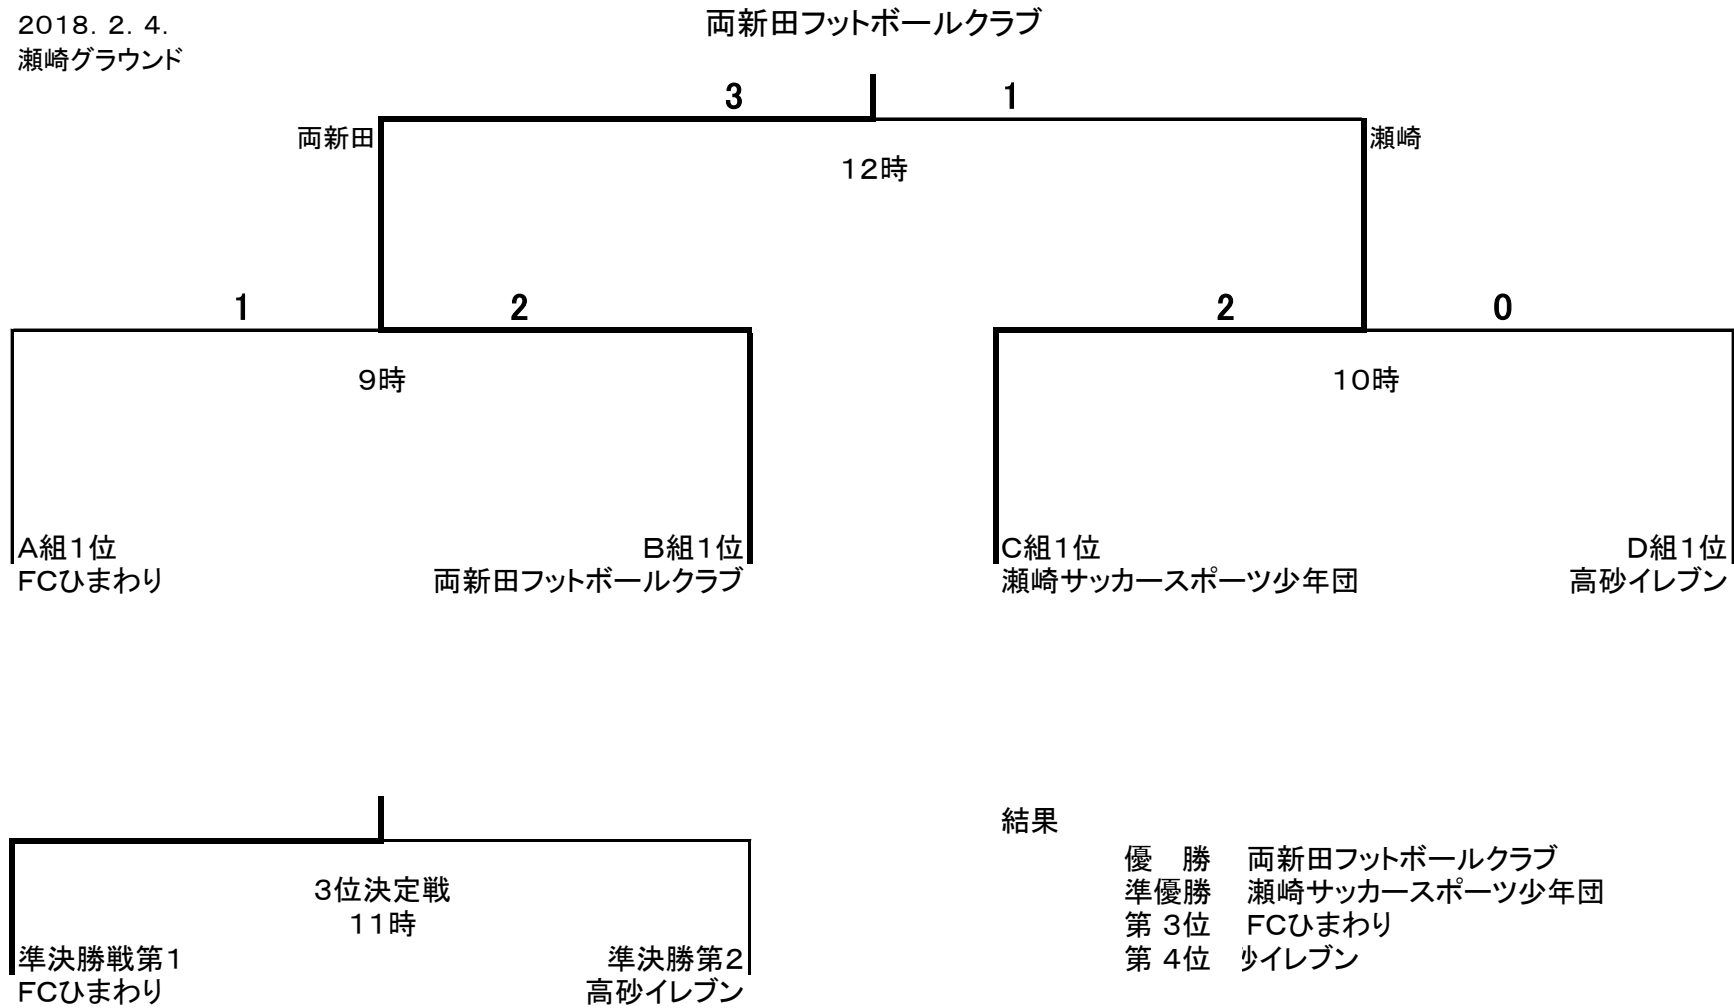 2018．2．4．
瀬崎グラウンド
両新田フットボールクラブ
3 1
両新田 瀬崎
12時
1 2 2 0
9時 10時
A組1位 B組1位 C組1位 D組1位
FCひまわり 両新田フットボールクラブ 瀬崎サッカースポーツ少年団 高砂イレブン
3位決定戦
11時
準決勝戦第1 準決勝第2
FCひまわり 高砂イレブン
結果
優　勝 両新田フットボールクラブ
準優勝 瀬崎サッカースポーツ少年団
第 3位 FCひまわり
第 4位 砂イレブン